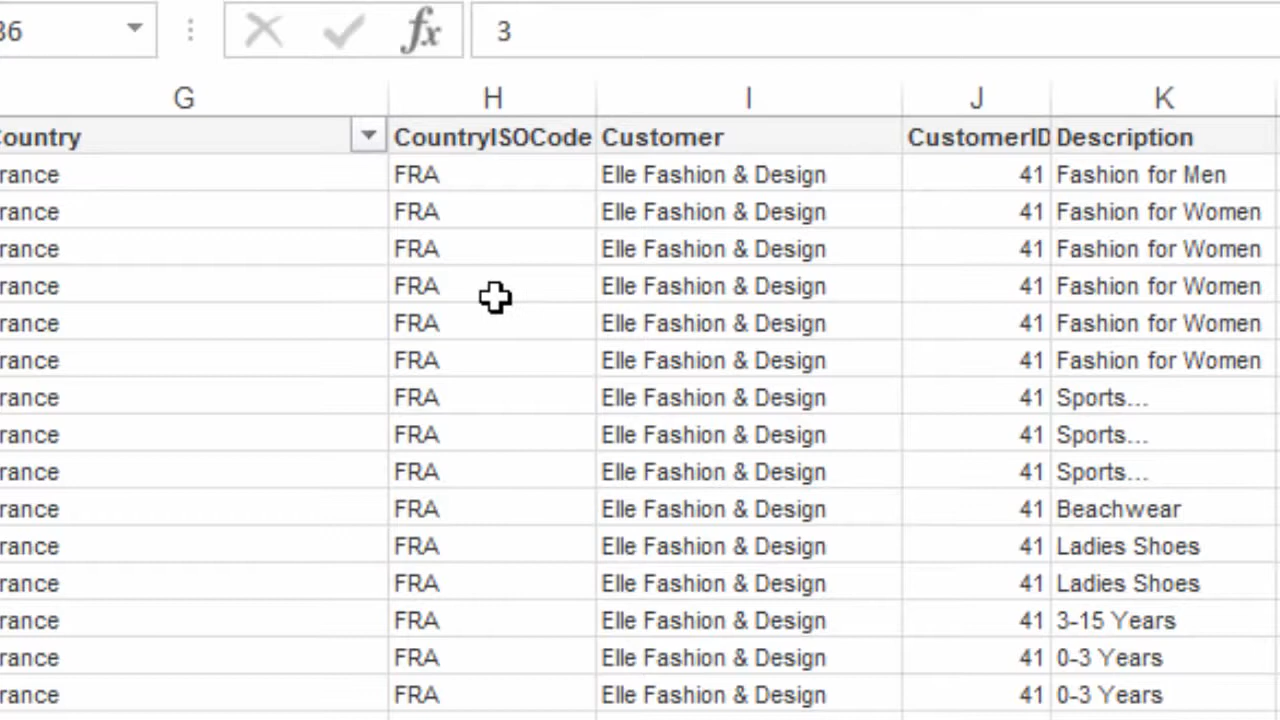 36 fx 3
G H I J K
Country CountryISOCode Customer CustomerID Description
rance FRA Elle Fashion & Design 41 Fashion for Men
rance FRA Elle Fashion & Design 41 Fashion for Women
rance FRA Elle Fashion & Design 41 Fashion for Women
rance FRA Elle Fashion & Design 41 Fashion for Women
rance FRA Elle Fashion & Design 41 Fashion for Women
rance FRA Elle Fashion & Design 41 Fashion for Women
rance FRA Elle Fashion & Design 41 Sports...
rance FRA Elle Fashion & Design 41 Sports...
rance FRA Elle Fashion & Design 41 Sports...
rance FRA Elle Fashion & Design 41 Beachwear
rance FRA Elle Fashion & Design 41 Ladies Shoes
rance FRA Elle Fashion & Design 41 Ladies Shoes
rance FRA Elle Fashion & Design 41 3-15 Years
rance FRA Elle Fashion & Design 41 0-3 Years
rance FRA Elle Fashion & Design 41 0-3 Years